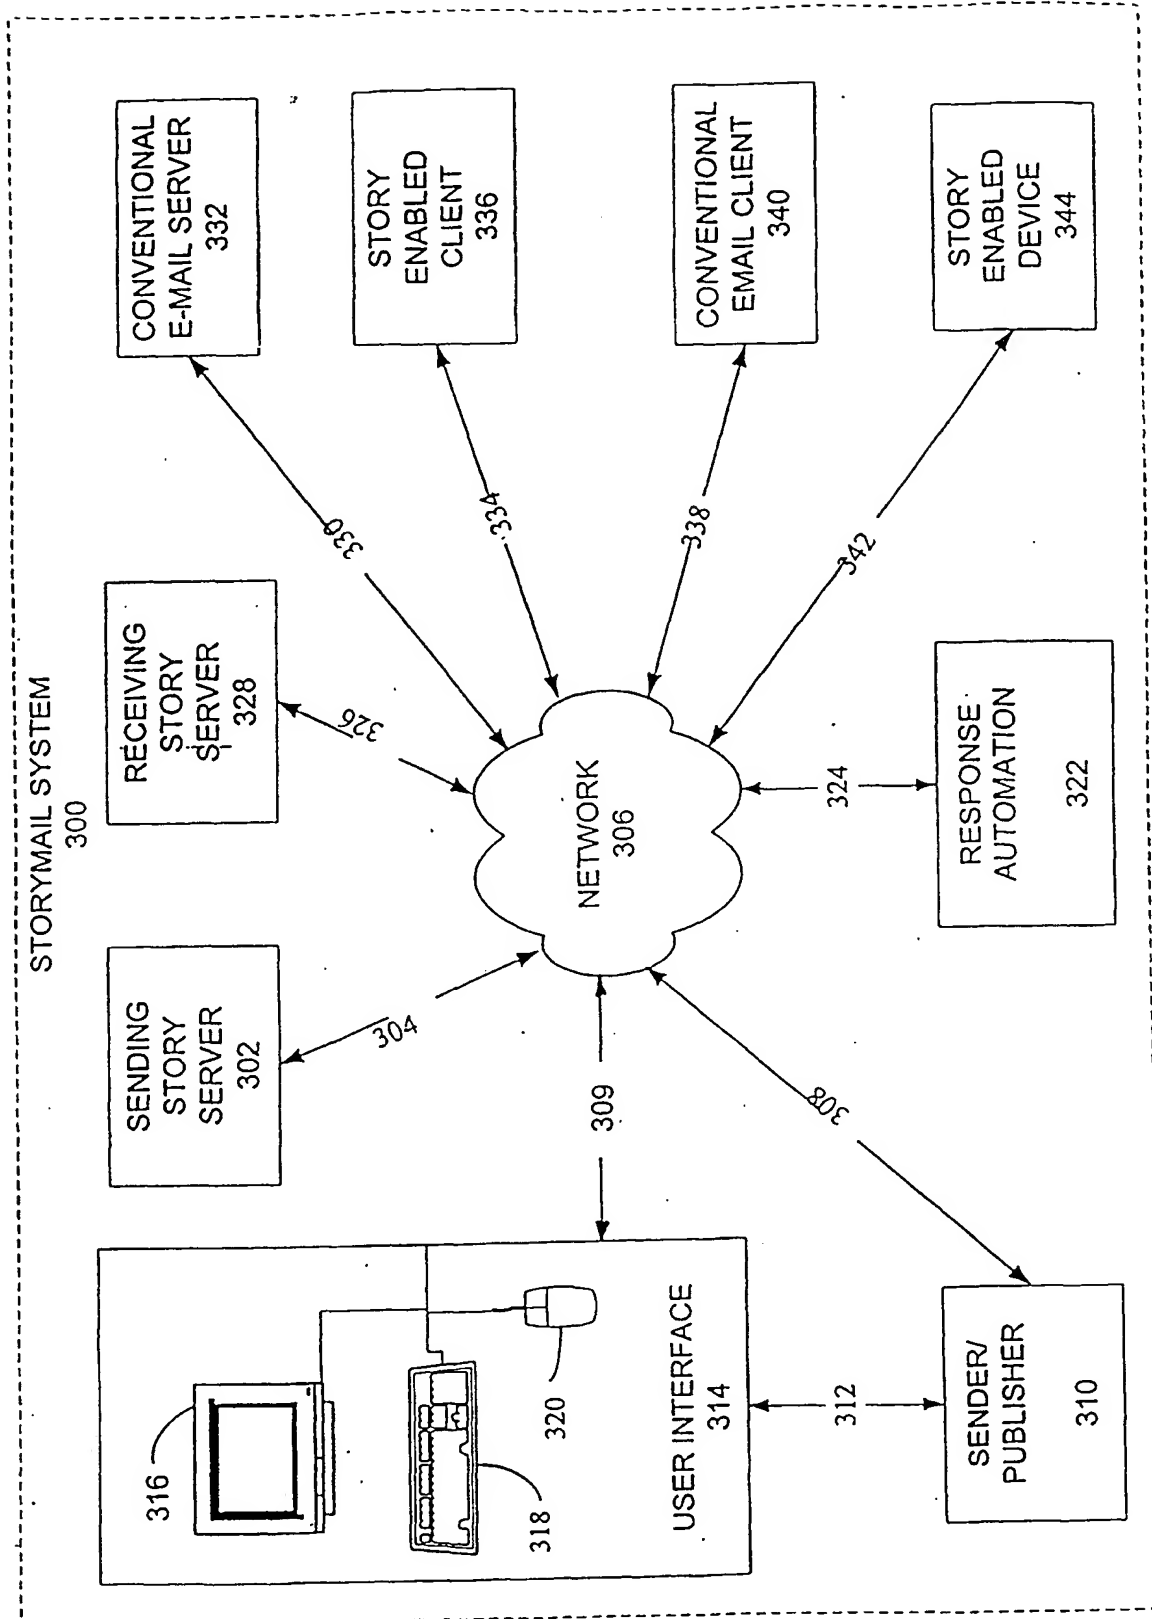 STORYMAIL SYSTEM
300
SENDING
STORY
SERVER
302
RECEIVING
STORY
SERVER
328
CONVENTIONAL
E-MAIL SERVER
332
304
326
330
316
318
320
USER INTERFACE
314
309
NETWORK
306
334
STORY
ENABLED
CLIENT
336
338
CONVENTIONAL
EMAIL CLIENT
340
312
308
324
342
SENDER/
PUBLISHER
310
RESPONSE
AUTOMATION
322
STORY
ENABLED
DEVICE
344